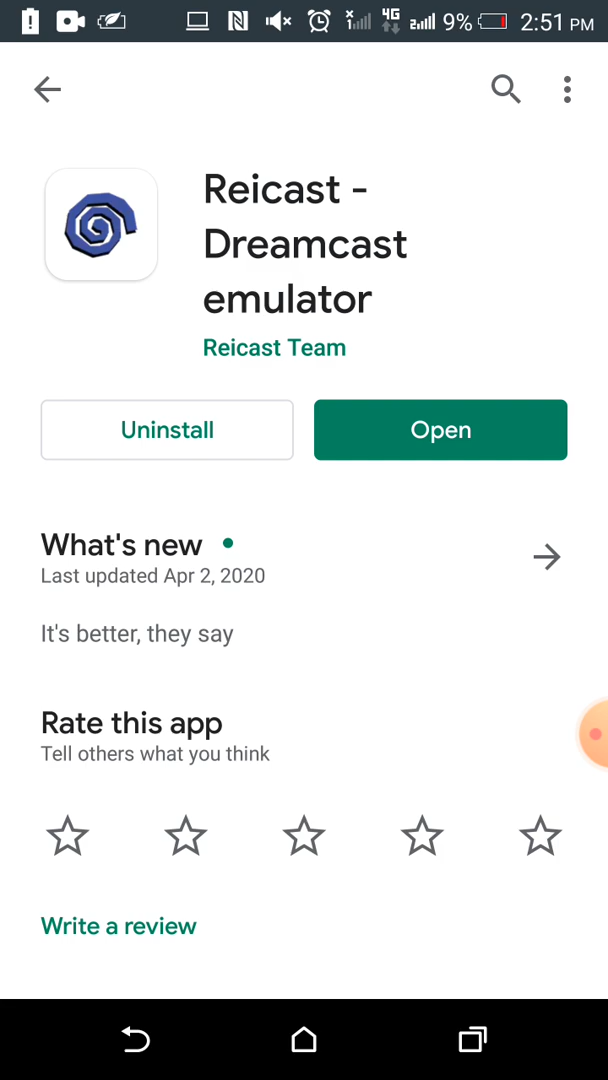 4G 9% 2:51 PM
Reicast -
Dreamcast
emulator
Reicast Team
Uninstall
Open
What's new
Last updated Apr 2, 2020
It's better, they say
Rate this app
Tell others what you think
Write a review